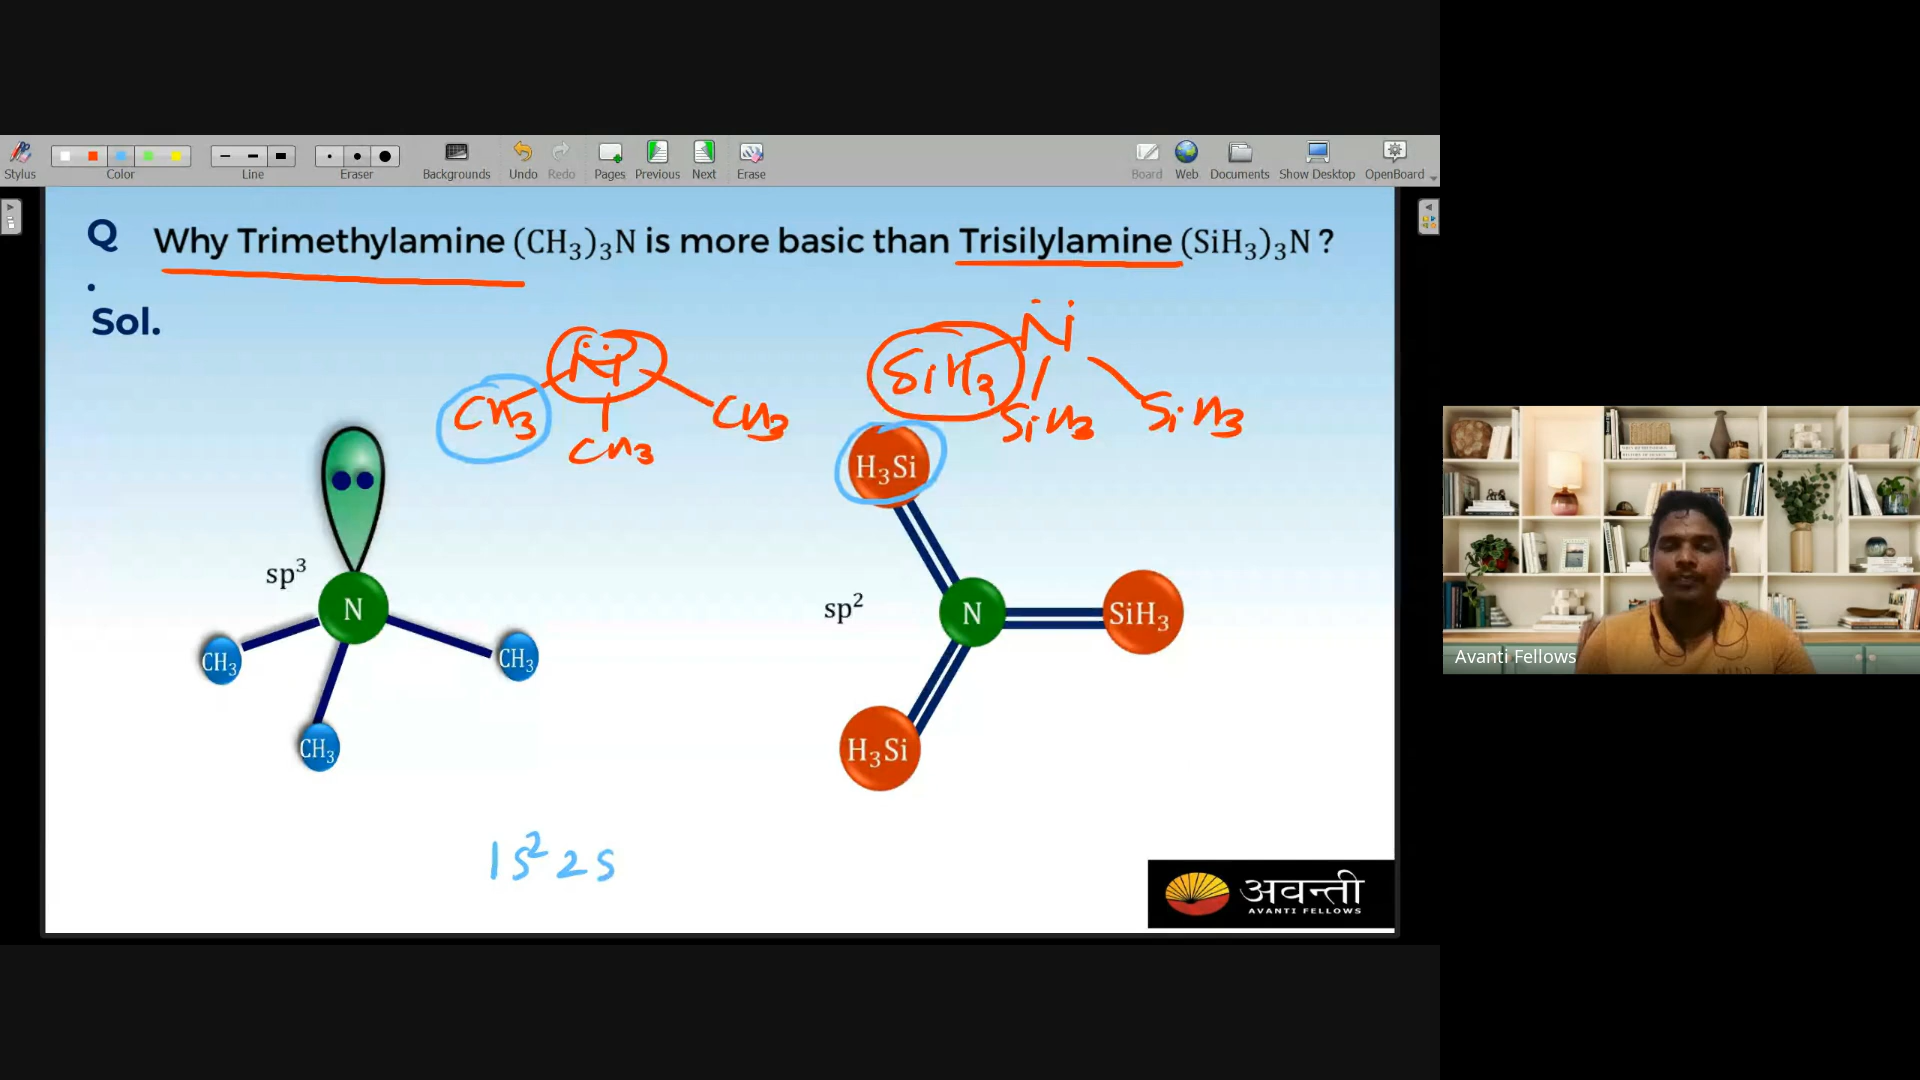 Stylus Color Line Eraser Backgrounds Undo Redo Pages Previous Next Erase Board Web Documents Show Desktop OpenBoard
Q
.
Why Trimethylamine (CH₃)₃N is more basic than Trisilylamine (SiH₃)₃N ?
Sol.
N
CH₃
CH₃
CH₃
N
SiH₃
SiH₃
SiH₃
sp³
N
CH₃
CH₃
CH₃
H₃Si
sp²
N
SiH₃
H₃Si
1s² 2s
अवन्ती
AVANTI FELLOWS
Avanti Fellows